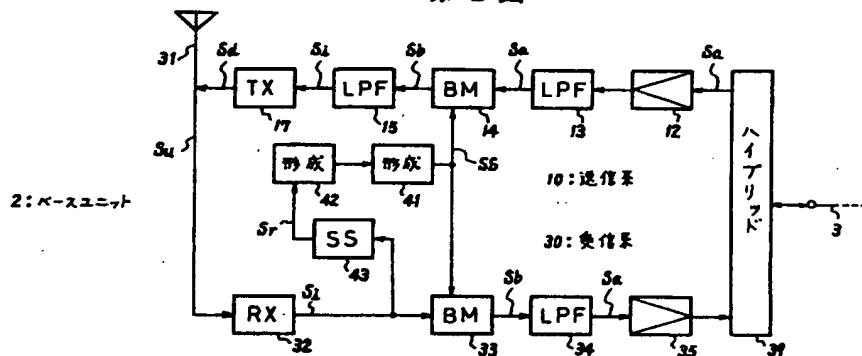 31
Sd
Si
Sb
Sa
Sa
TX
LPF
BM
LPF
17
15
14
13
12
Su
形成
形成
SS
42
41
10:送信系
ハイブリッド
2:ベースユニット
Sr
SS
30:受信系
3
43
Si
Sb
Sa
RX
BM
LPF
32
33
34
35
39